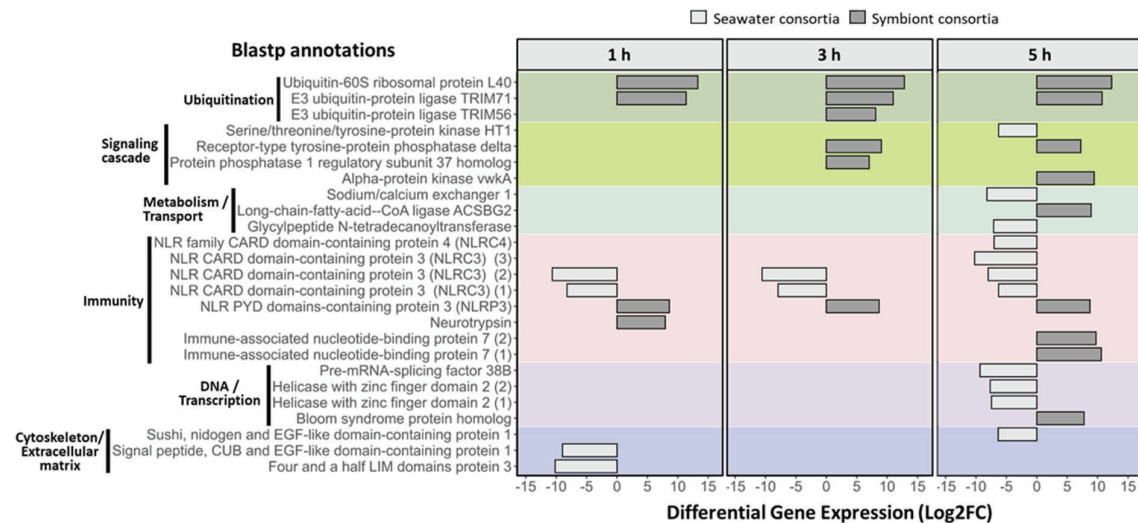 Seawater consortia Symbiont consortia
Blastp annotations 1 h 3 h 5 h
Ubiquitination
Ubiquitin-60S ribosomal protein L40
E3 ubiquitin-protein ligase TRIM71
E3 ubiquitin-protein ligase TRIM56
Signaling
cascade
Serine/threonine/tyrosine-protein kinase HT1
Receptor-type tyrosine-protein phosphatase delta
Protein phosphatase 1 regulatory subunit 37 homolog
Alpha-protein kinase vwkA
Metabolism /
Transport
Sodium/calcium exchanger 1
Long-chain-fatty-acid--CoA ligase ACSBG2
Glycylpeptide N-tetradecanoyltransferase
Immunity
NLR family CARD domain-containing protein 4 (NLRC4)
NLR CARD domain-containing protein 3 (NLRC3) (3)
NLR CARD domain-containing protein 3 (NLRC3) (2)
NLR CARD domain-containing protein 3 (NLRC3) (1)
NLR PYD domains-containing protein 3 (NLRP3)
Neurotrypsin
Immune-associated nucleotide-binding protein 7 (2)
Immune-associated nucleotide-binding protein 7 (1)
DNA /
Transcription
Pre-mRNA-splicing factor 38B
Helicase with zinc finger domain 2 (2)
Helicase with zinc finger domain 2 (1)
Bloom syndrome protein homolog
Cytoskeleton/
Extracellular
matrix
Sushi, nidogen and EGF-like domain-containing protein 1
Signal peptide, CUB and EGF-like domain-containing protein 1
Four and a half LIM domains protein 3
-15 -10 -5 0 5 10 15 -15 -10 -5 0 5 10 15 -15 -10 -5 0 5 10 15
Differential Gene Expression (Log2FC)